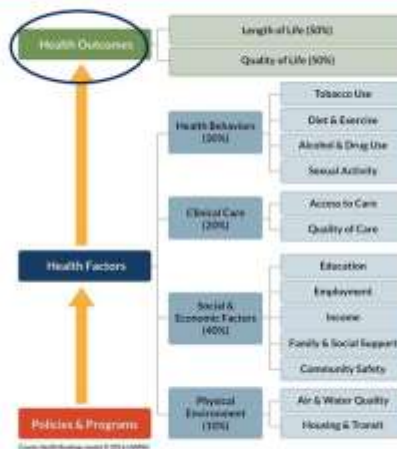 Health Outcomes
Length of Life (50%)
Quality of Life (50%)
Health Behaviors
(30%)
Tobacco Use
Diet & Exercise
Alcohol & Drug Use
Sexual Activity
Clinical Care
(20%)
Access to Care
Quality of Care
Health Factors
Social &
Economic Factors
(40%)
Education
Employment
Income
Family & Social Support
Community Safety
Physical
Environment
(10%)
Air & Water Quality
Housing & Transit
Policies & Programs